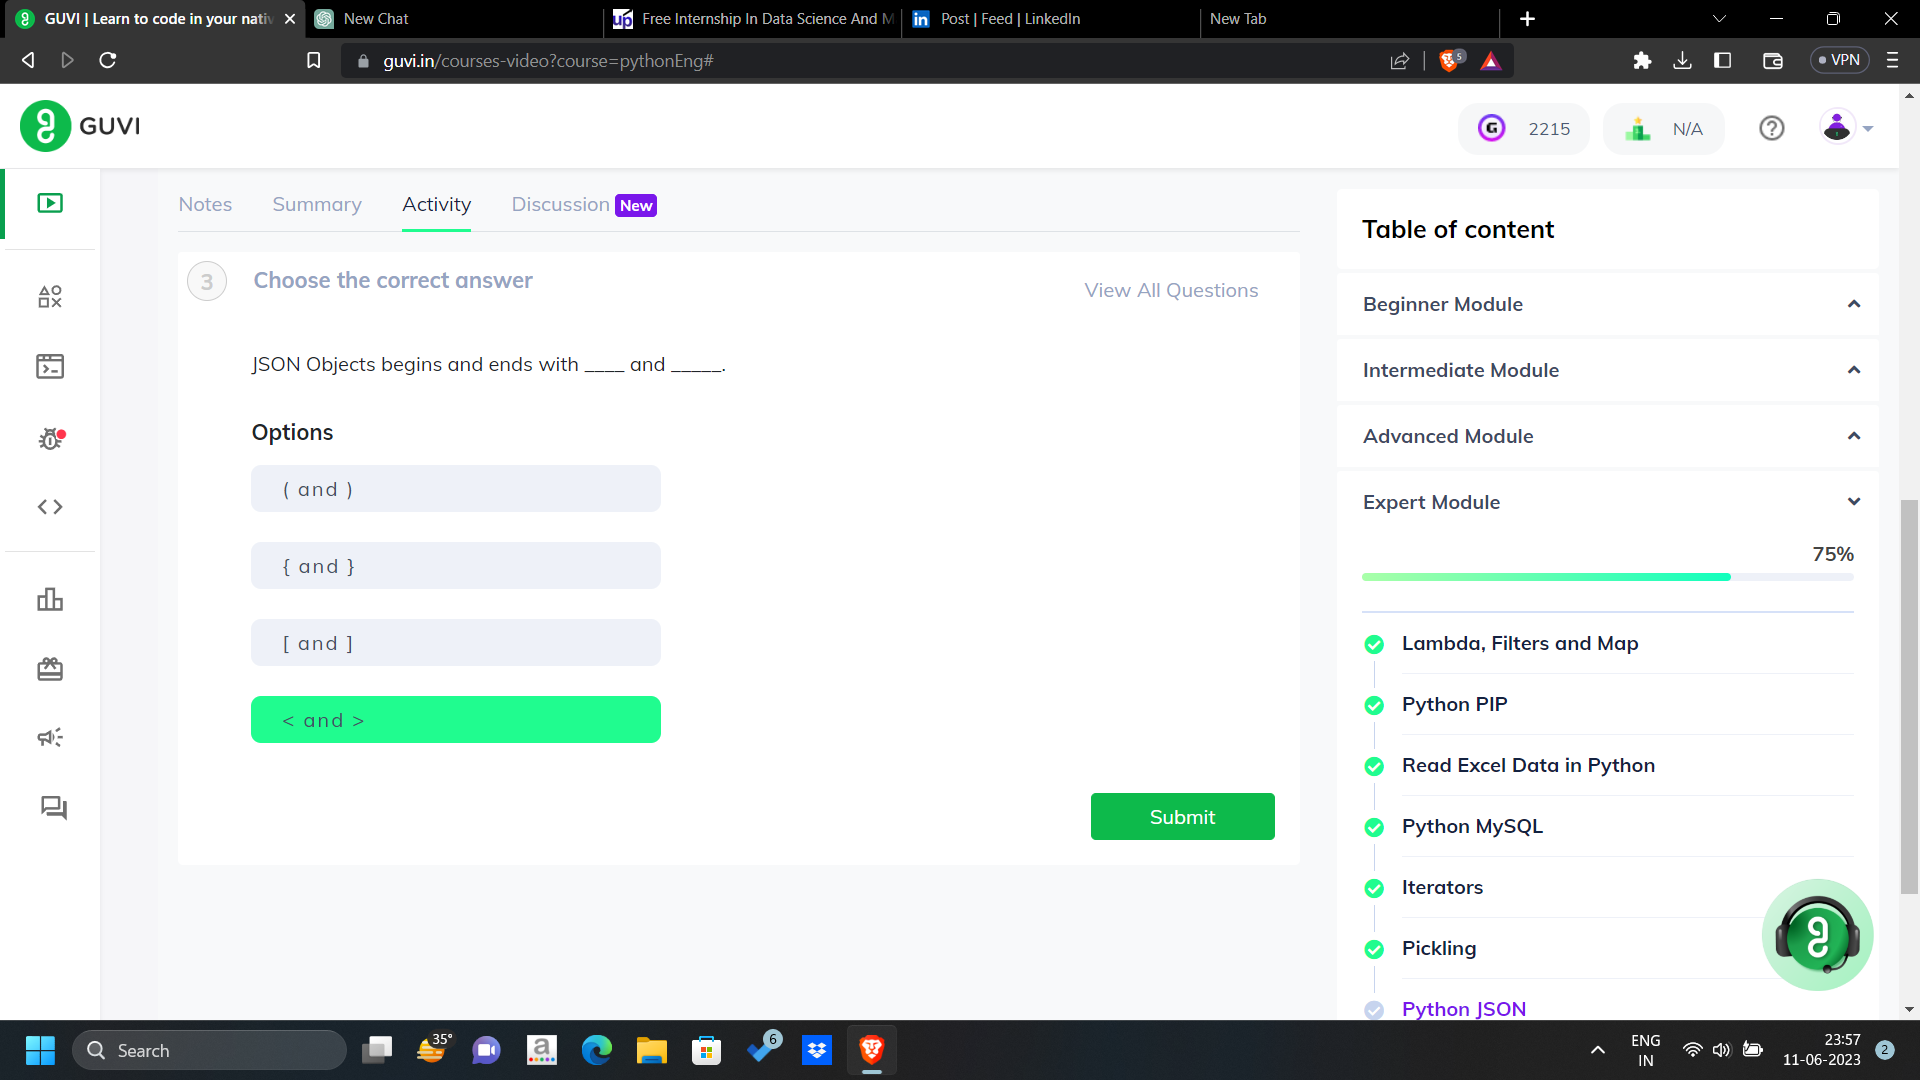 GUVI | Learn to code in your nativ
New Chat
Free Internship In Data Science And M
Post | Feed | LinkedIn
New Tab
guvi.in/courses-video?course=pythonEng#
5
VPN
GUVI
2215
N/A
Notes
Summary
Activity
Discussion New
3
Choose the correct answer
View All Questions
JSON Objects begins and ends with ____ and _____.
Options
( and )
{ and }
[ and ]
< and >
Submit
Table of content
Beginner Module
Intermediate Module
Advanced Module
Expert Module
75%
Lambda, Filters and Map
Python PIP
Read Excel Data in Python
Python MySQL
Iterators
Pickling
Python JSON
Search
35°
6
ENG
IN
23:57
11-06-2023
2